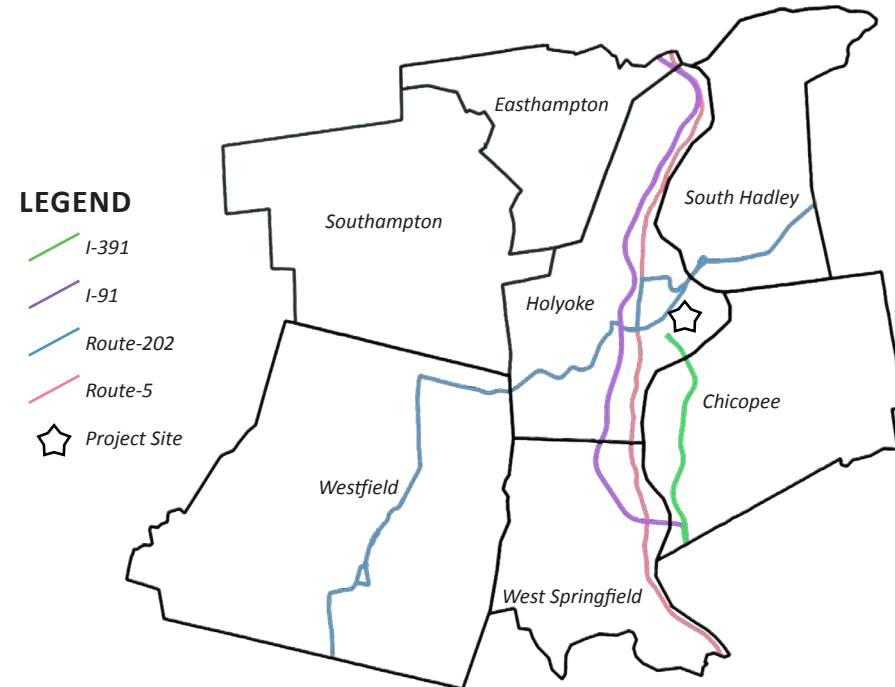 Easthampton
South Hadley
LEGEND
Southampton
I-391
I-91
Holyoke
Route-202
Route-5
Chicopee
Project Site
Westfield
West Springfield